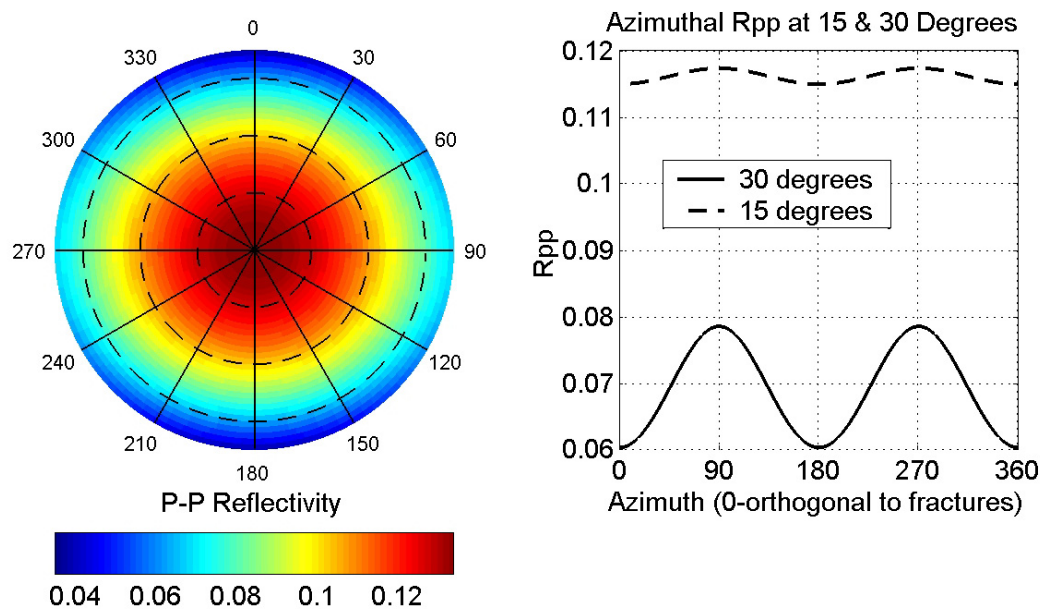 0
30
60
90
120
150
180
210
240
270
300
330
P-P Reflectivity
0.04 0.06 0.08 0.1 0.12
Azimuthal Rpp at 15 & 30 Degrees
0.12
0.11
0.1
0.09
0.08
0.07
0.06
Rpp
30 degrees
15 degrees
0 90 180 270 360
Azimuth (0-orthogonal to fractures)